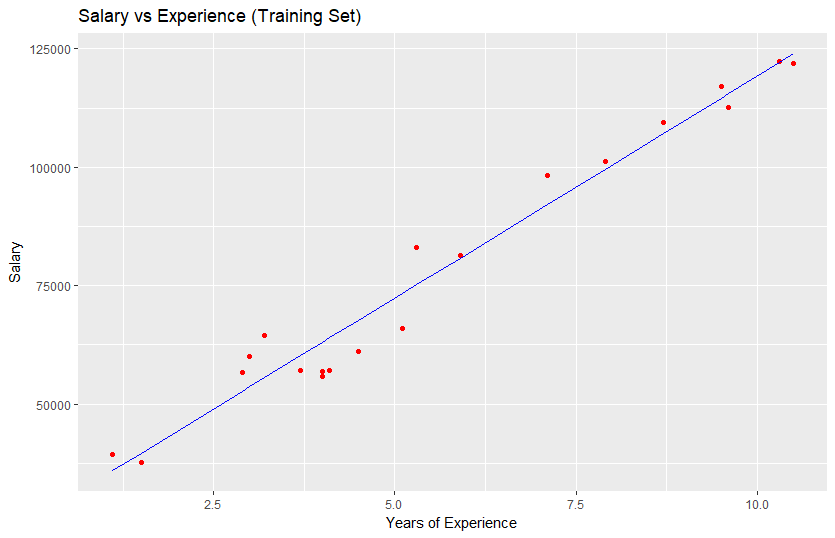 Salary vs Experience (Training Set)
125000
100000
75000
50000
Salary
2.5 5.0 7.5 10.0
Years of Experience